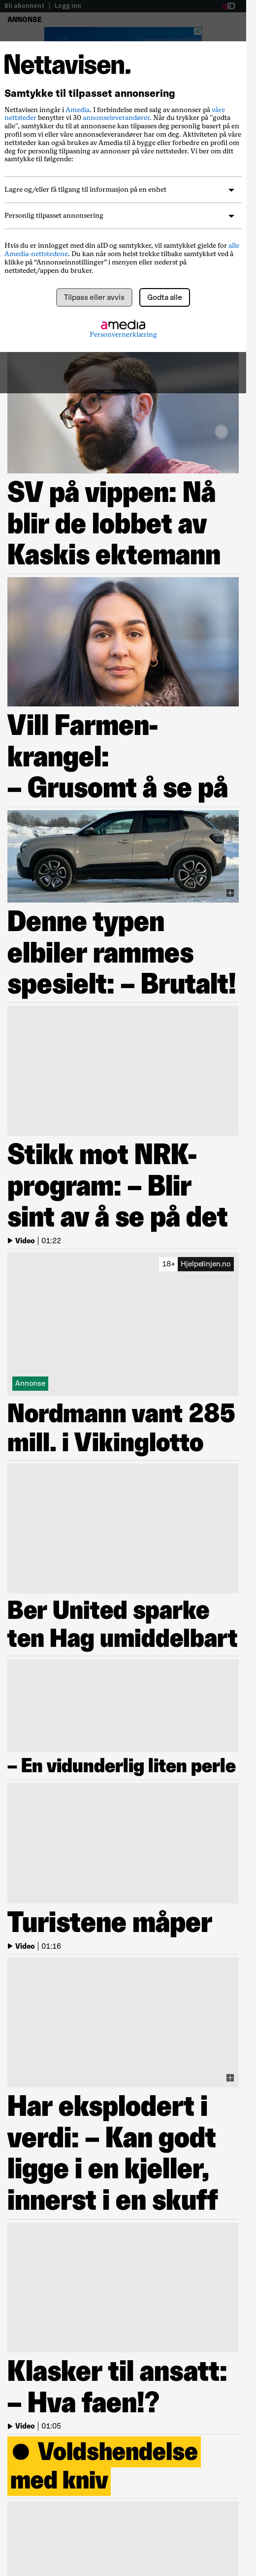 Bli abonnent | Logg inn
aID
ANNONSE
Nettavisen.
Samtykke til tilpasset annonsering
Nettavisen inngår i Amedia. I forbindelse med salg av annonser på våre
nettsteder benytter vi 30 annonseleverandører. Når du trykker på "godta
alle", samtykker du til at annonsene kan tilpasses deg personlig basert på en
profil som vi og/eller våre annonseleverandører har om deg. Aktiviteten på våre
nettsteder kan også brukes av Amedia til å bygge eller forbedre en profil om
deg for personlig tilpasning av annonser på våre nettsteder. Vi ber om ditt
samtykke til følgende:
Lagre og/eller få tilgang til informasjon på en enhet
Personlig tilpasset annonsering
Hvis du er innlogget med din aID og samtykker, vil samtykket gjelde for alle
Amedia-nettstedene. Du kan når som helst trekke tilbake samtykket ved å
klikke på "Annonseinnstillinger" i menyen eller nederst på
nettstedet/appen du bruker.
Tilpass eller avvis
Godta alle
amedia
Personvernerklæring
SV på vippen: Nå
blir de lobbet av
Kaskis ektemann
Vill Farmen-
krangel:
– Grusomt å se på
Denne typen
elbiler rammes
spesielt: – Brutalt!
Stikk mot NRK-
program: – Blir
sint av å se på det
Video | 01:22
18+ Hjelpelinjen.no
Annonse
Nordmann vant 285
mill. i Vikinglotto
Ber United sparke
ten Hag umiddelbart
– En vidunderlig liten perle
Turistene måper
Video | 01:16
Har eksplodert i
verdi: – Kan godt
ligge i en kjeller,
innerst i en skuff
Klasker til ansatt:
– Hva faen!?
Video | 01:05
Voldshendelse
med kniv